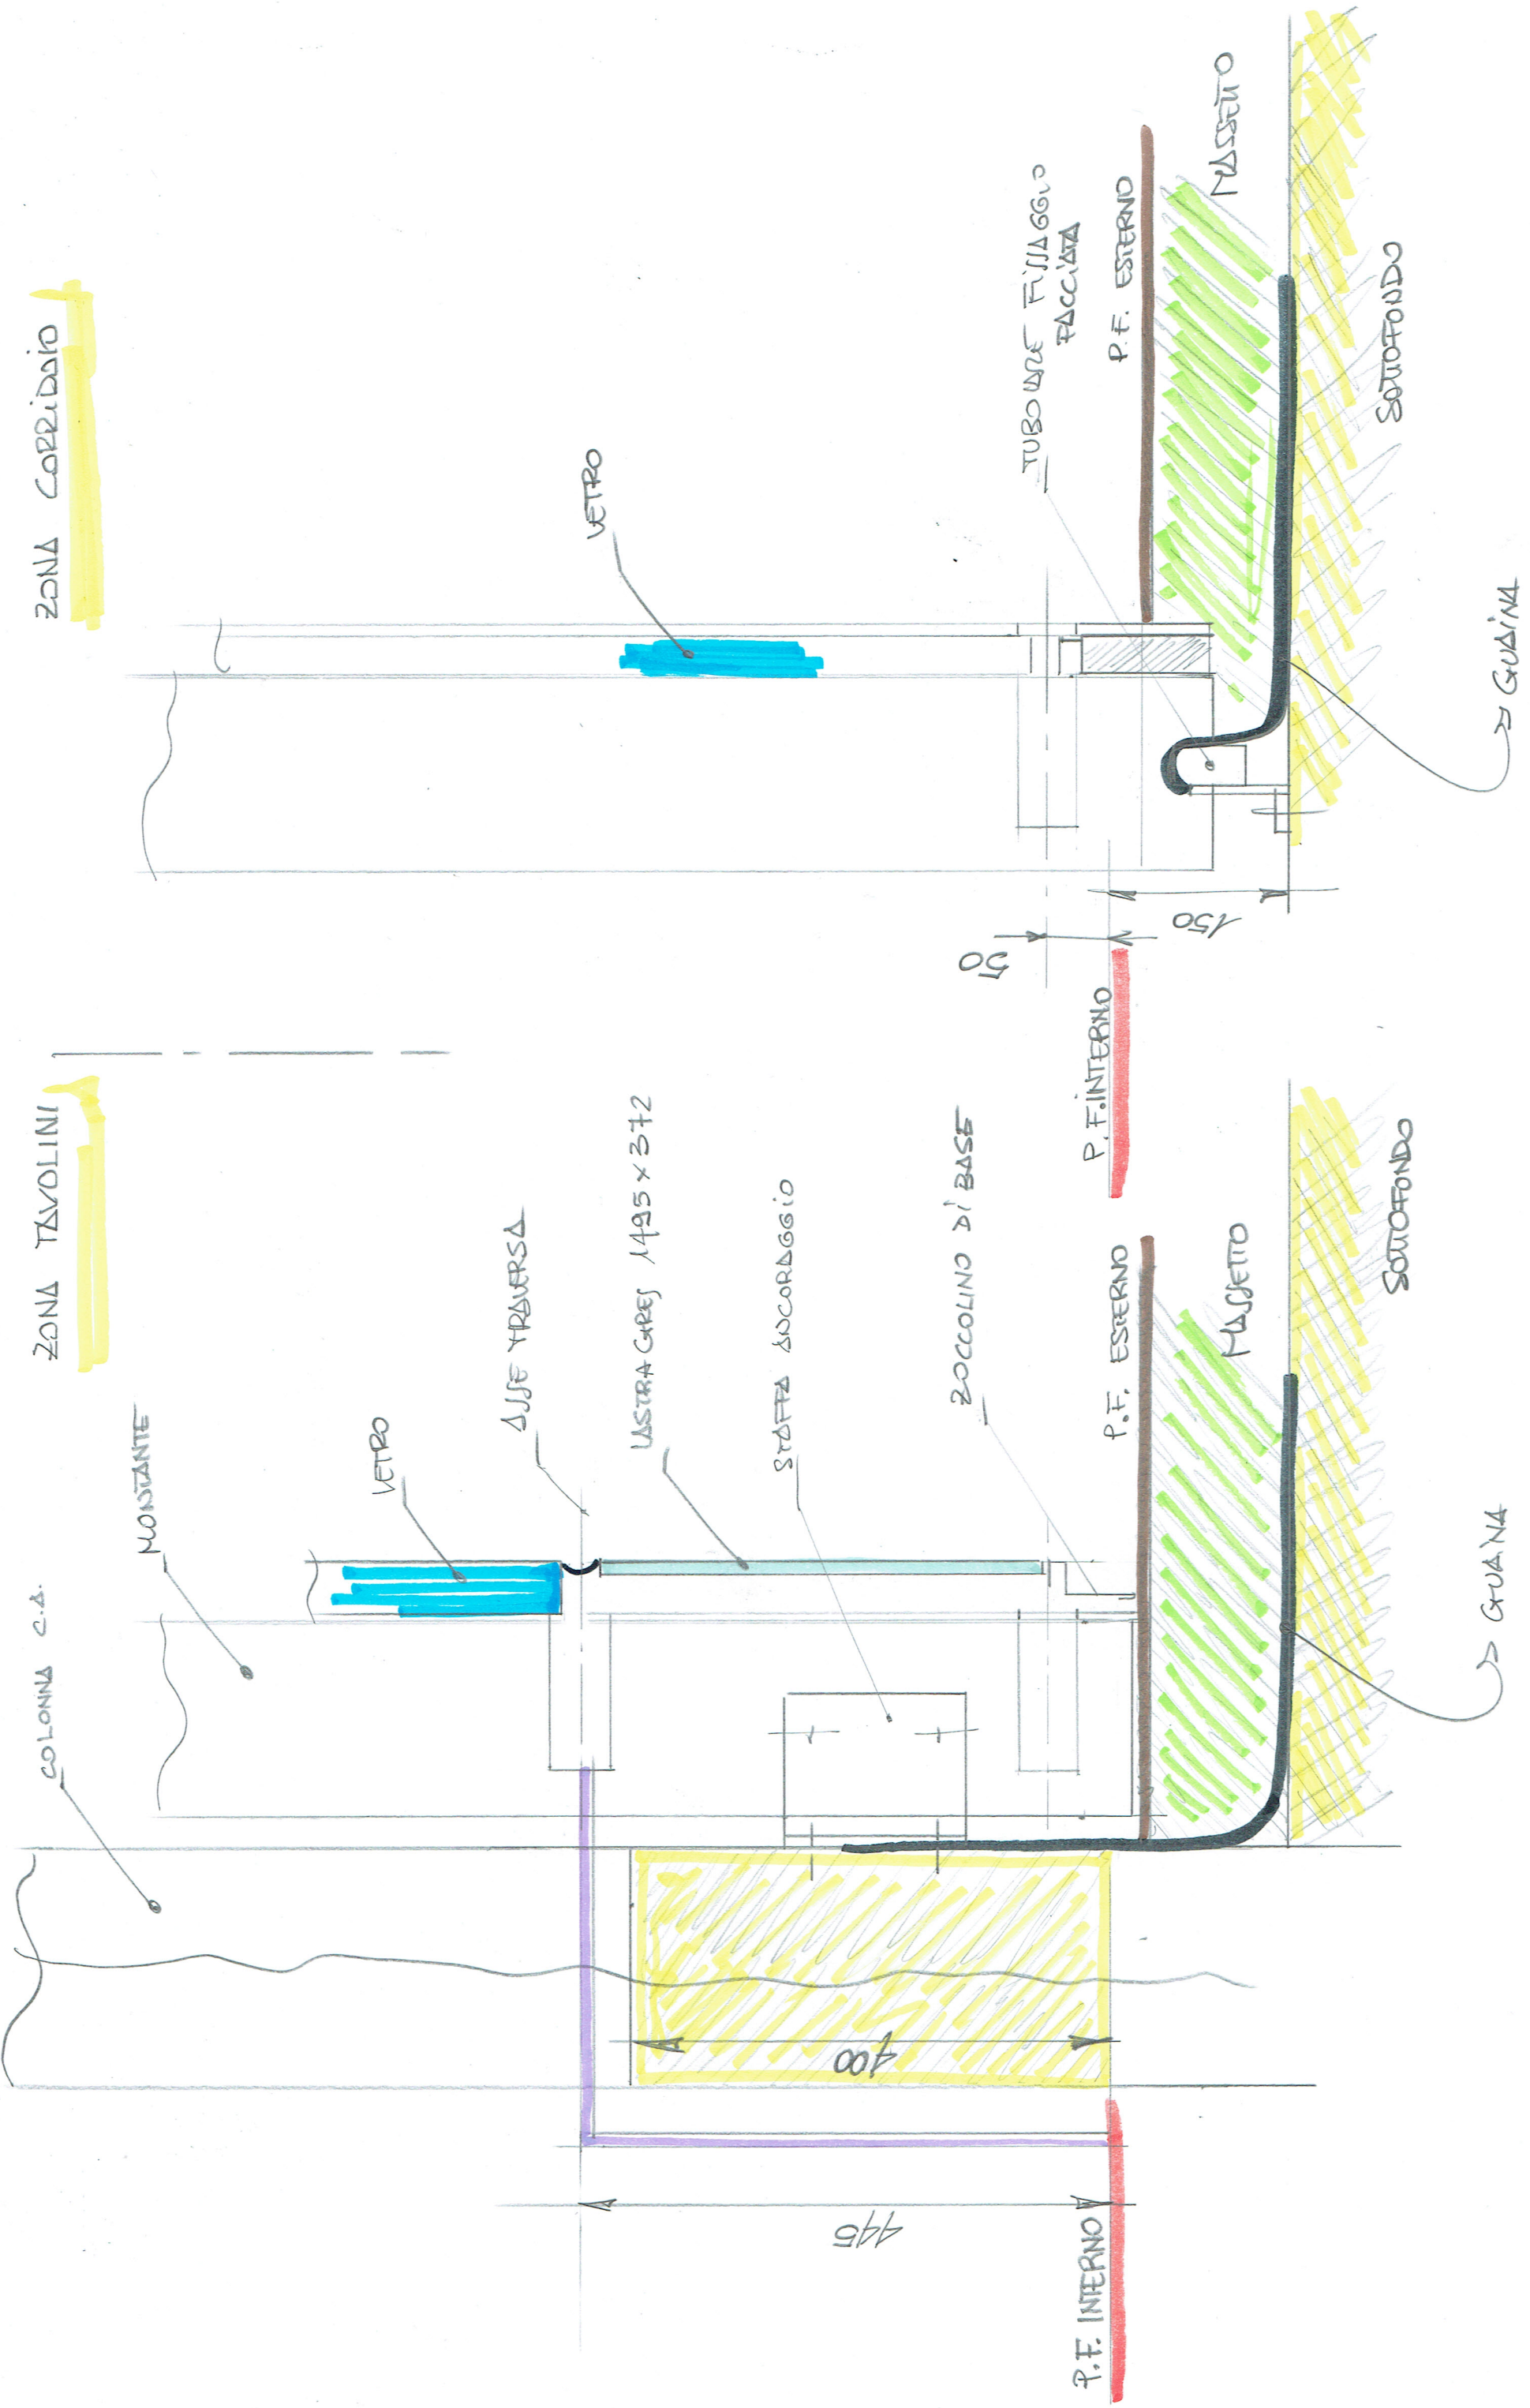 ZONA TAVOLINI
COLONNA C.A.
MONTANTE
VETRO
ASSE TRAVERSA
LASTRA GRES 1495 x 372
STAFFA ANCORAGGIO
ZOCCOLINO DI BASE
P.F. ESTERNO
MASSETTO
SOTTOFONDO
GUAINA
P.F. INTERNO
445
400
ZONA CORRIDOIO
VETRO
TUBOLARE FISSAGGIO
FACCIATA
P.F. ESTERNO
MASSETTO
SOTTOFONDO
GUAINA
P.F. INTERNO
50
150